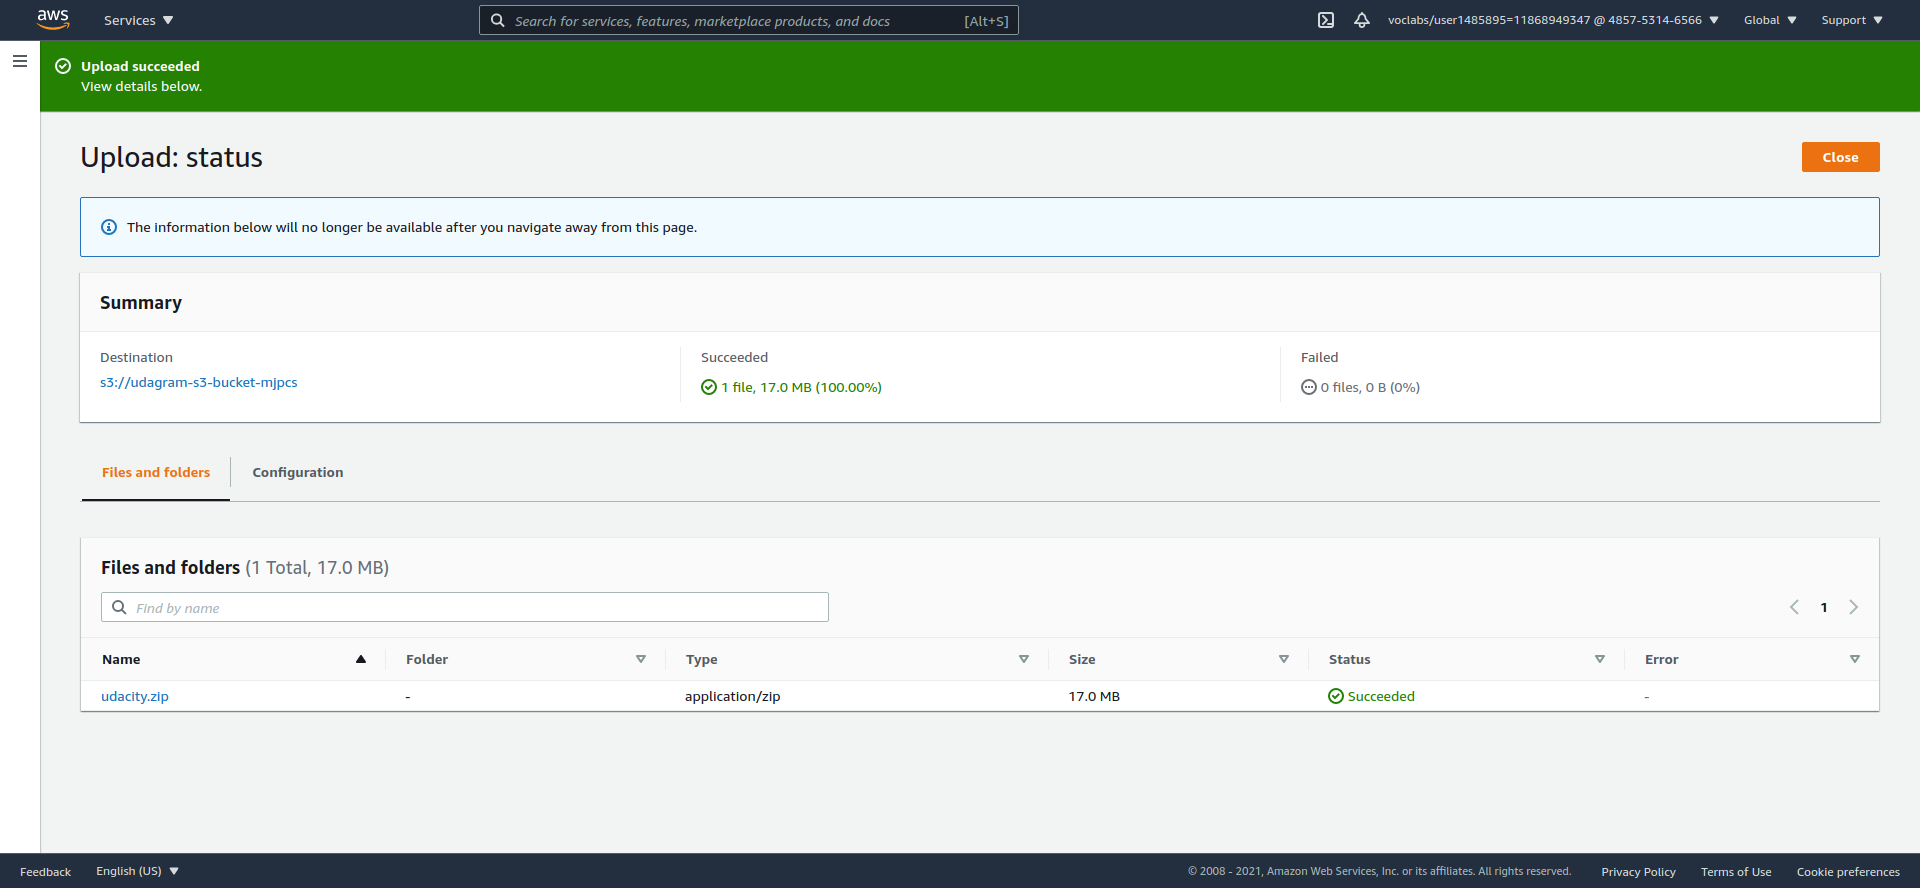 aws Services Search for services, features, marketplace products, and docs [Alt+S] voclabs/user1485895=11868949347 @ 4857-5314-6566 Global Support
Upload succeeded
View details below.
Upload: status Close
The information below will no longer be available after you navigate away from this page.
Summary
Destination Succeeded Failed
s3://udagram-s3-bucket-mjpcs 1 file, 17.0 MB (100.00%) 0 files, 0 B (0%)
Files and folders Configuration
Files and folders (1 Total, 17.0 MB)
Find by name 1
Name Folder Type Size Status Error
udacity.zip - application/zip 17.0 MB Succeeded -
Feedback English (US) © 2008 - 2021, Amazon Web Services, Inc. or its affiliates. All rights reserved. Privacy Policy Terms of Use Cookie preferences